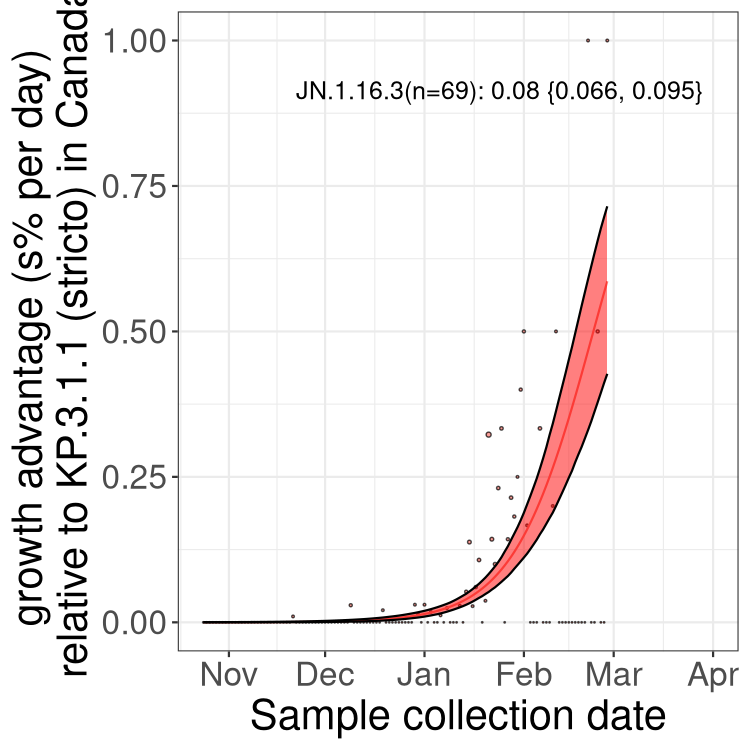 growth advantage (s% per day)
relative to KP.3.1.1 (stricto) in Canada
1.00
0.75
0.50
0.25
0.00
JN.1.16.3(n=69): 0.08 {0.066, 0.095}
Nov Dec Jan Feb Mar Apr
Sample collection date